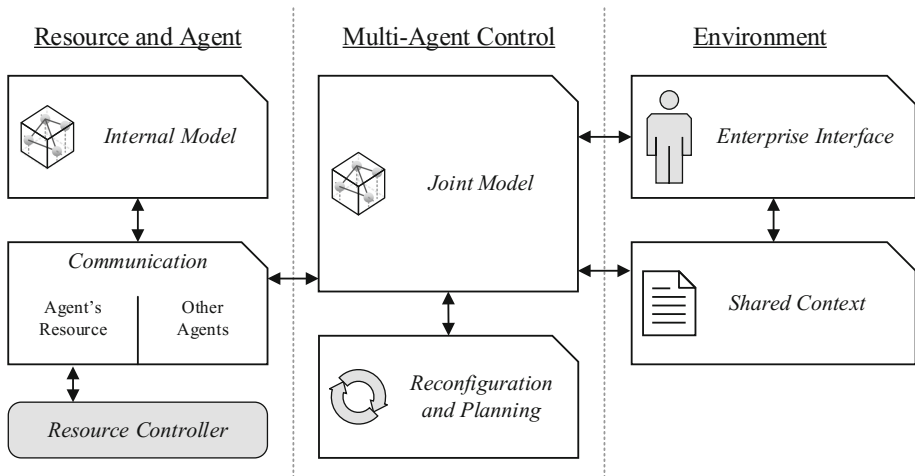 Resource and Agent
Internal Model
Communication
Agent's
Resource
Other
Agents
Resource Controller
Multi-Agent Control
Joint Model
Reconfiguration
and Planning
Environment
Enterprise Interface
Shared Context